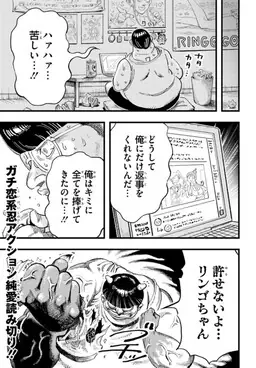 RINGO
ハァハァ…
苦しい…!!
カタ
カタ
どうして
俺にだけ返事を
くれないんだ…
俺はキミに
全てを捧げて
きたのに…!!
許せないよ…
リンゴちゃん
ガチ恋系忍アクション純愛読み切り!!